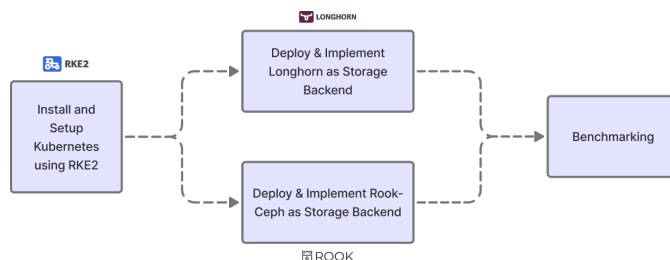 LONGHORN
RKE2
Install and
Setup
Kubernetes
using RKE2
Deploy & Implement
Longhorn as Storage
Backend
Deploy & Implement Rook-
Ceph as Storage Backend
ROOK
Benchmarking